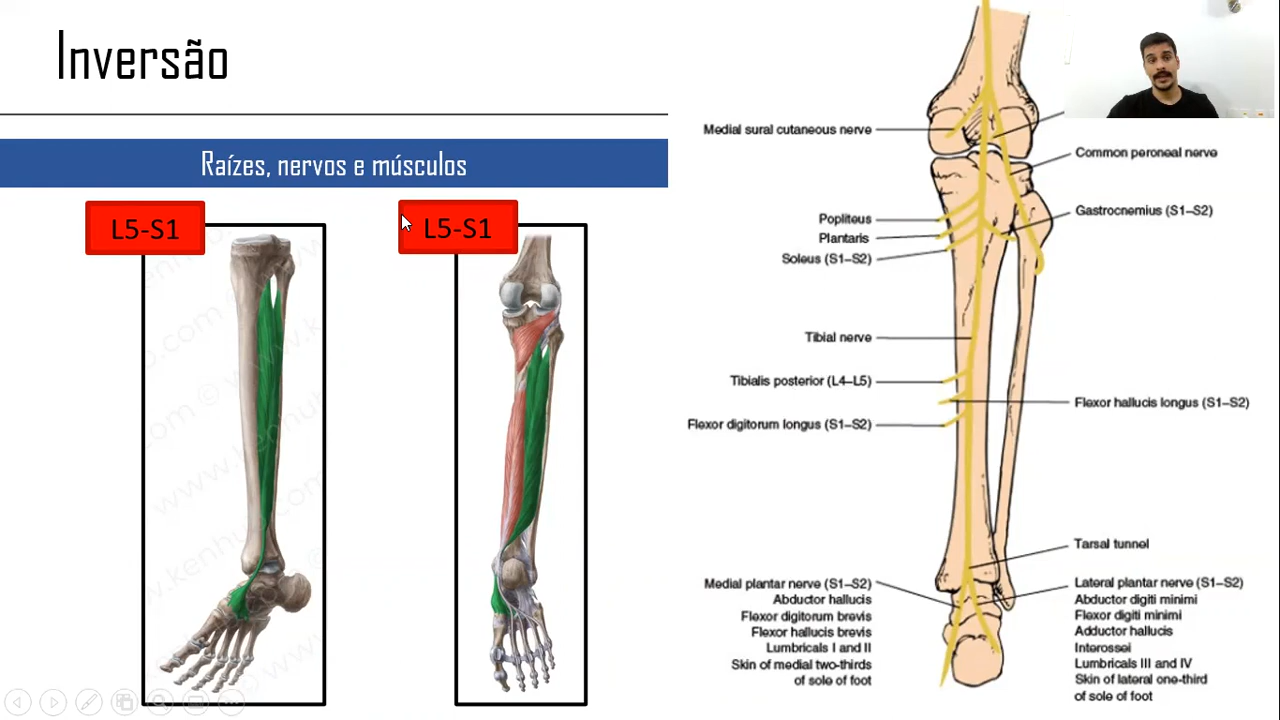 Inversão
Raízes, nervos e músculos
L5-S1
L5-S1
Medial sural cutaneous nerve
Popliteus
Plantaris
Soleus (S1–S2)
Tibial nerve
Tibialis posterior (L4–L5)
Flexor digitorum longus (S1–S2)
Medial plantar nerve (S1–S2)
Abductor hallucis
Flexor digitorum brevis
Flexor hallucis brevis
Lumbricals I and II
Skin of medial two-thirds
of sole of foot
Common peroneal nerve
Gastrocnemius (S1–S2)
Flexor hallucis longus (S1–S2)
Tarsal tunnel
Lateral plantar nerve (S1–S2)
Abductor digiti minimi
Flexor digiti minimi
Adductor hallucis
Interossei
Lumbricals III and IV
Skin of lateral one-third
of sole of foot